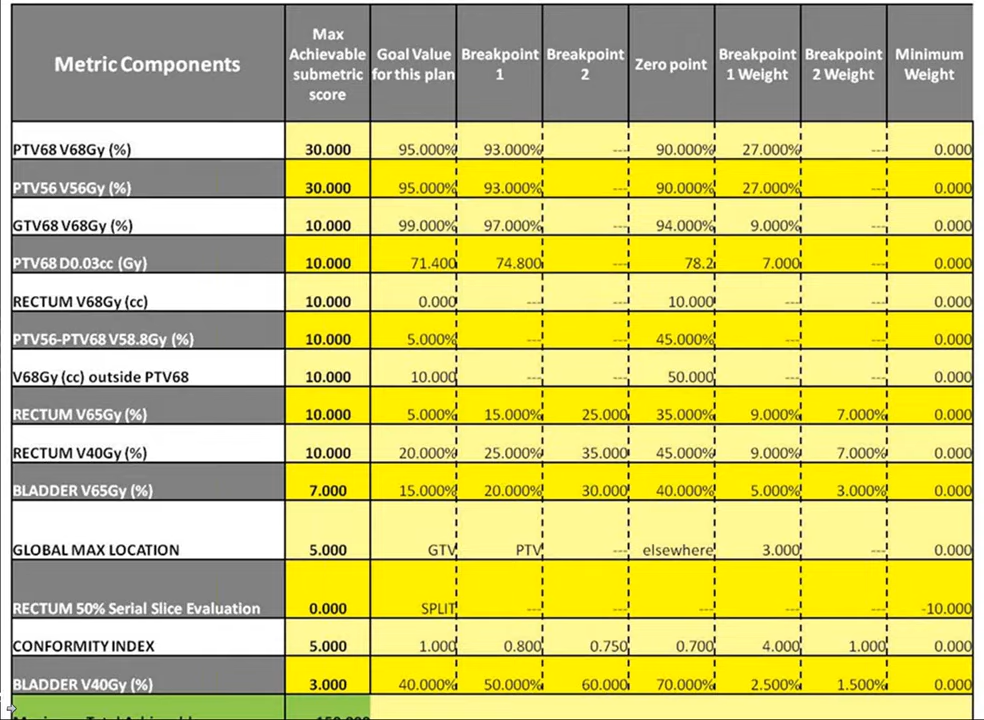 Metric Components Max Achievable submetric score Goal Value for this plan Breakpoint 1 Breakpoint 2 Zero point Breakpoint 1 Weight Breakpoint 2 Weight Minimum Weight
PTV68 V68Gy (%) 30.000 95.000% 93.000% --- 90.000% 27.000% --- 0.000
PTV56 V56Gy (%) 30.000 95.000% 93.000% --- 90.000% 27.000% --- 0.000
GTV68 V68Gy (%) 10.000 99.000% 97.000% --- 94.000% 9.000% --- 0.000
PTV68 D0.03cc (Gy) 10.000 71.400 74.800 --- 78.2 7.000 --- 0.000
RECTUM V68Gy (cc) 10.000 0.000 --- --- 10.000 --- --- 0.000
PTV56-PTV68 V58.8Gy (%) 10.000 5.000% --- --- 45.000% --- --- 0.000
V68Gy (cc) outside PTV68 10.000 10.000 --- --- 50.000 --- --- 0.000
RECTUM V65Gy (%) 10.000 5.000% 15.000% 25.000 35.000% 9.000% 7.000% 0.000
RECTUM V40Gy (%) 10.000 20.000% 25.000% 35.000 45.000% 9.000% 7.000% 0.000
BLADDER V65Gy (%) 7.000 15.000% 20.000% 30.000 40.000% 5.000% 3.000% 0.000
GLOBAL MAX LOCATION 5.000 GTV PTV --- elsewhere 3.000 --- 0.000
RECTUM 50% Serial Slice Evaluation 0.000 SPLIT --- --- --- --- --- -10.000
CONFORMITY INDEX 5.000 1.000 0.800 0.750 0.700 4.000 1.000 0.000
BLADDER V40Gy (%) 3.000 40.000% 50.000% 60.000 70.000% 2.500% 1.500% 0.000